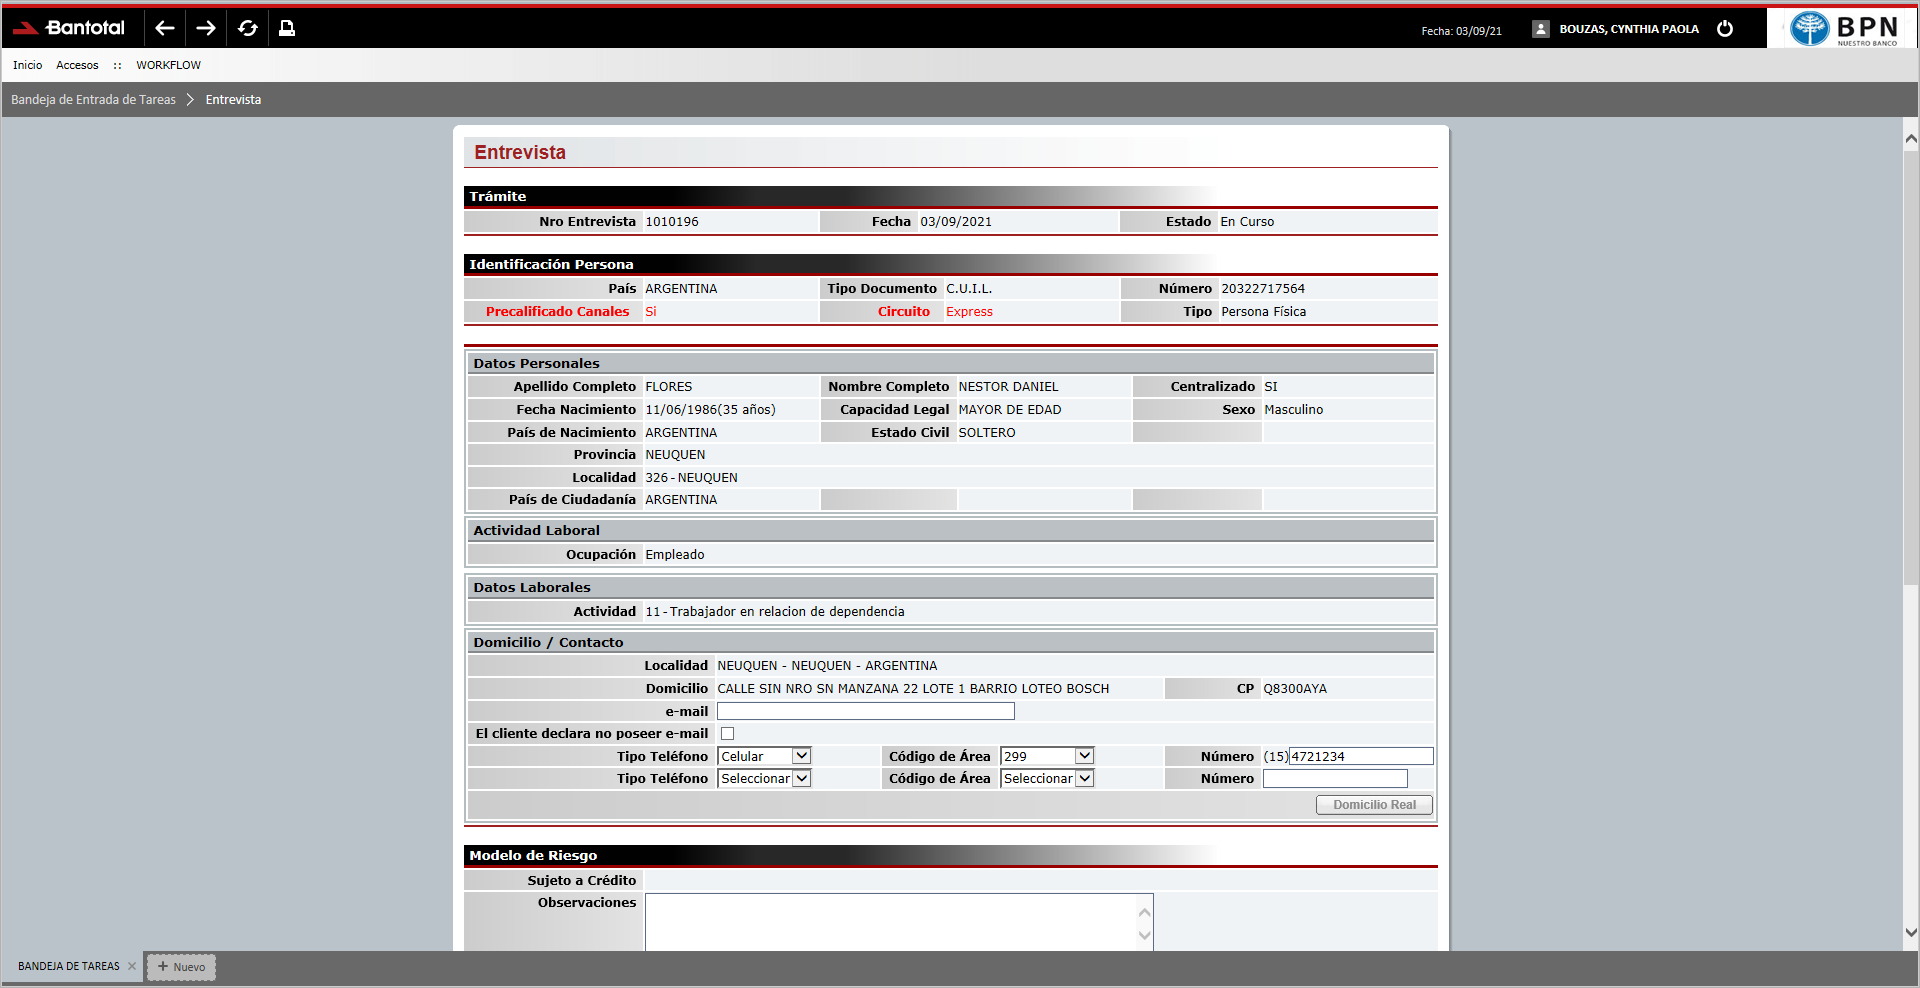 Bantotal
Fecha: 03/09/21
BOUZAS, CYNTHIA PAOLA
BPN
NUESTRO BANCO
Inicio Accesos :: WORKFLOW
Bandeja de Entrada de Tareas > Entrevista
Entrevista
Trámite
Nro Entrevista 1010196 Fecha 03/09/2021 Estado En Curso
Identificación Persona
País ARGENTINA Tipo Documento C.U.I.L. Número 20322717564
Precalificado Canales Si Circuito Express Tipo Persona Física
Datos Personales
Apellido Completo FLORES Nombre Completo NESTOR DANIEL Centralizado SI
Fecha Nacimiento 11/06/1986(35 años) Capacidad Legal MAYOR DE EDAD Sexo Masculino
País de Nacimiento ARGENTINA Estado Civil SOLTERO
Provincia NEUQUEN
Localidad 326 - NEUQUEN
País de Ciudadanía ARGENTINA
Actividad Laboral
Ocupación Empleado
Datos Laborales
Actividad 11 - Trabajador en relacion de dependencia
Domicilio / Contacto
Localidad NEUQUEN - NEUQUEN - ARGENTINA
Domicilio CALLE SIN NRO SN MANZANA 22 LOTE 1 BARRIO LOTEO BOSCH CP Q8300AYA
e-mail
El cliente declara no poseer e-mail
Tipo Teléfono Celular Código de Área 299 Número (15) 4721234
Tipo Teléfono Seleccionar Código de Área Seleccionar Número
Domicilio Real
Modelo de Riesgo
Sujeto a Crédito
Observaciones
BANDEJA DE TAREAS × + Nuevo